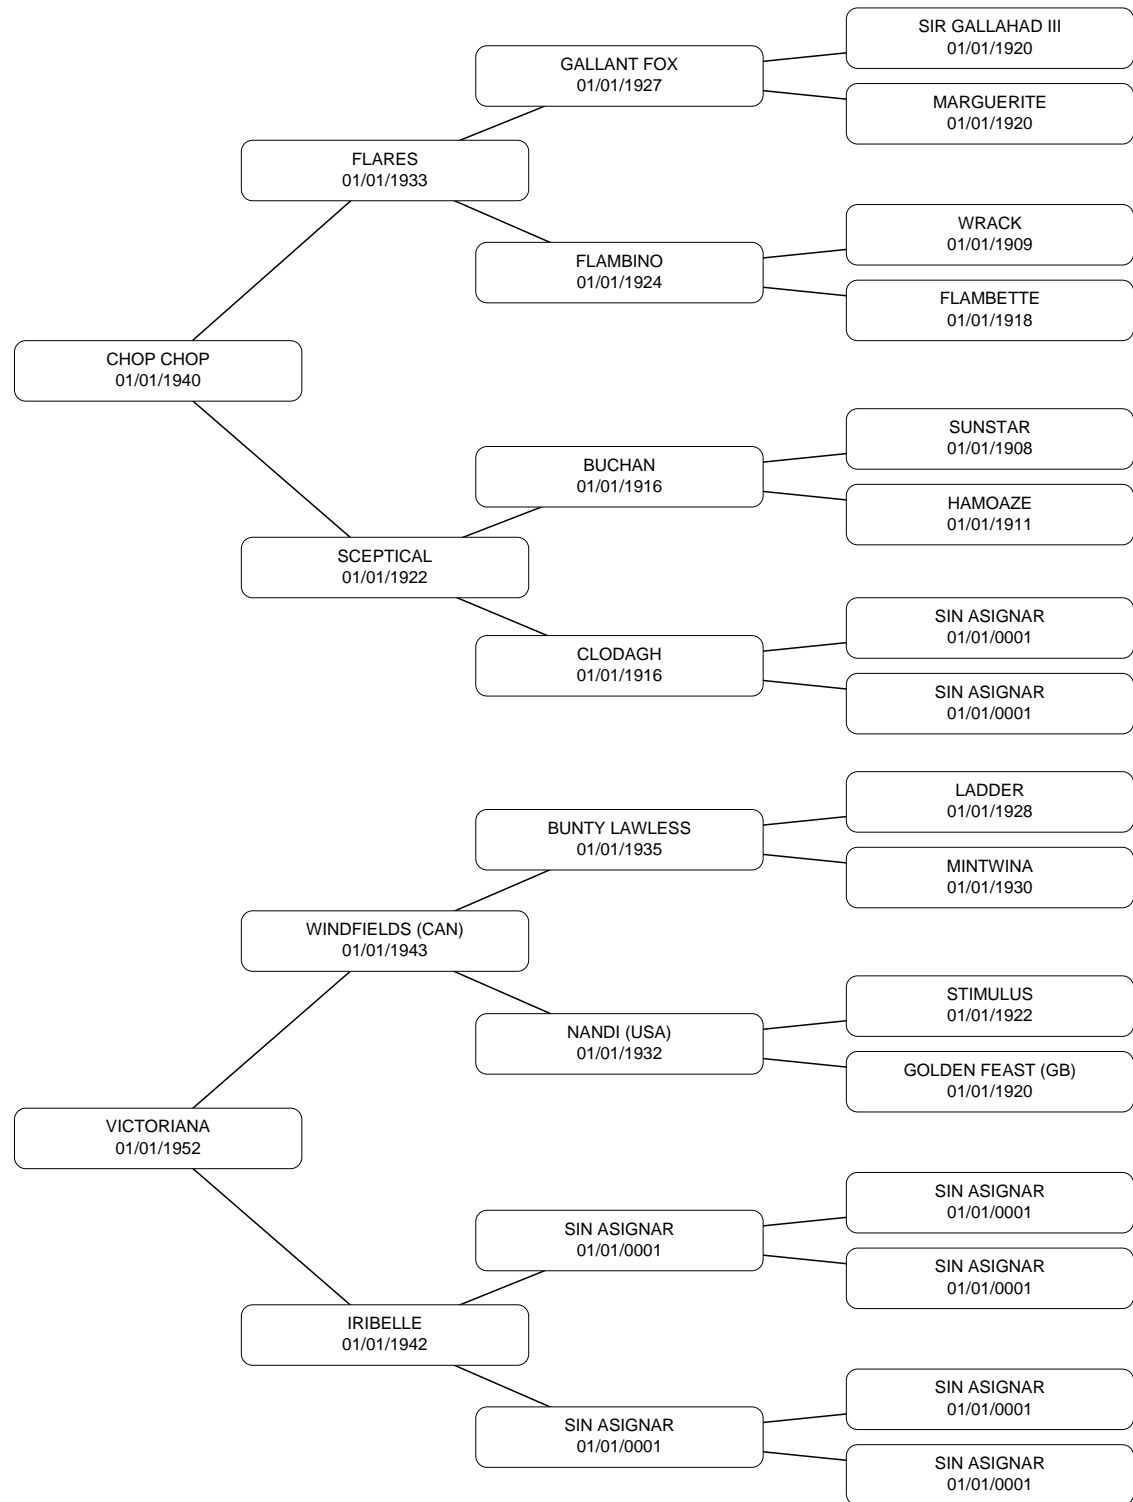 SIR GALLAHAD III
01/01/1920
GALLANT FOX
01/01/1927
MARGUERITE
01/01/1920
FLARES
01/01/1933
WRACK
01/01/1909
FLAMBINO
01/01/1924
FLAMBETTE
01/01/1918
CHOP CHOP
01/01/1940
SUNSTAR
01/01/1908
BUCHAN
01/01/1916
HAMOAZE
01/01/1911
SCEPTICAL
01/01/1922
SIN ASIGNAR
01/01/0001
CLODAGH
01/01/1916
SIN ASIGNAR
01/01/0001
LADDER
01/01/1928
BUNTY LAWLESS
01/01/1935
MINTWINA
01/01/1930
WINDFIELDS (CAN)
01/01/1943
STIMULUS
01/01/1922
NANDI (USA)
01/01/1932
GOLDEN FEAST (GB)
01/01/1920
VICTORIANA
01/01/1952
SIN ASIGNAR
01/01/0001
SIN ASIGNAR
01/01/0001
SIN ASIGNAR
01/01/0001
IRIBELLE
01/01/1942
SIN ASIGNAR
01/01/0001
SIN ASIGNAR
01/01/0001
SIN ASIGNAR
01/01/0001